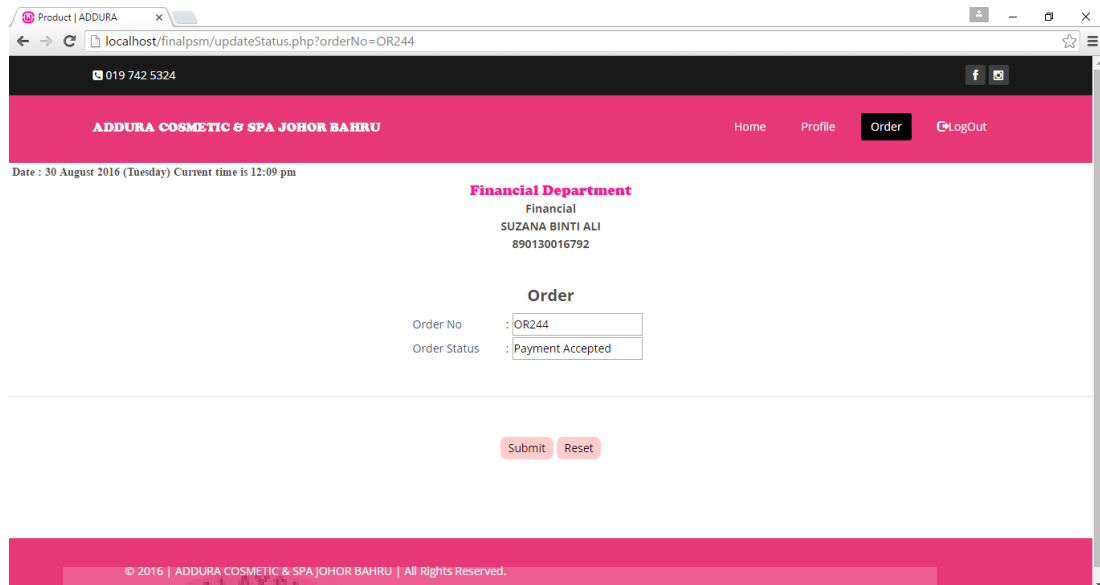 Product | ADDURA
localhost/finalpsm/updateStatus.php?orderNo=OR244
019 742 5324
ADDURA COSMETIC & SPA JOHOR BAHRU
Home Profile Order LogOut
Date : 30 August 2016 (Tuesday) Current time is 12:09 pm
Financial Department
Financial
SUZANA BINTI ALI
890130016792
Order
Order No : OR244
Order Status : Payment Accepted
Submit Reset
© 2016 | ADDURA COSMETIC & SPA JOHOR BAHRU | All Rights Reserved.